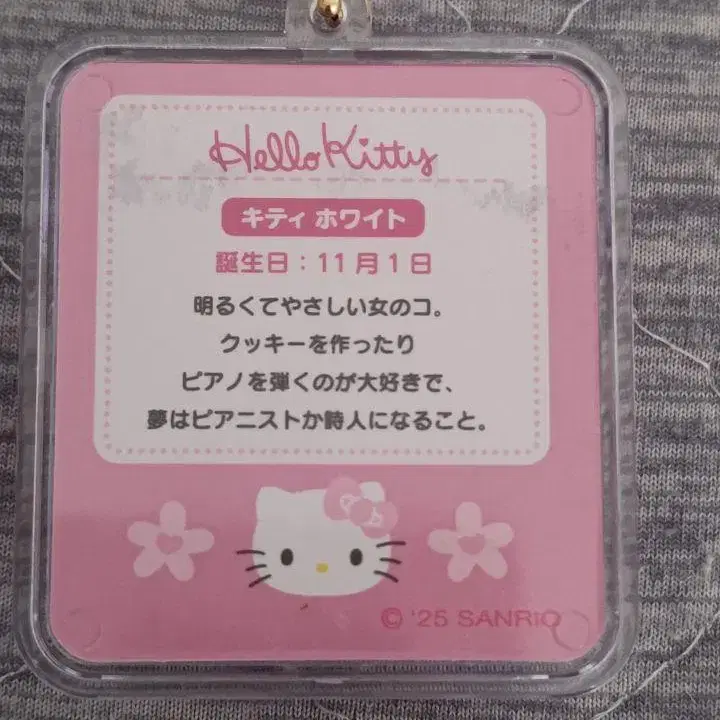 Hello Kitty
キティ ホワイト
誕生日：11月1日
明るくてやさしい女のコ。
クッキーを作ったり
ピアノを弾くのが大好きで、
夢はピアニストか詩人になること。
© '25 SANRIO